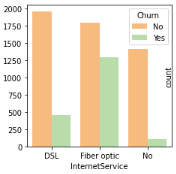 2000
1750
1500
1250
1000
750
500
250
0
Churn
No
Yes
count
DSL
Fiber optic
No
InternetService